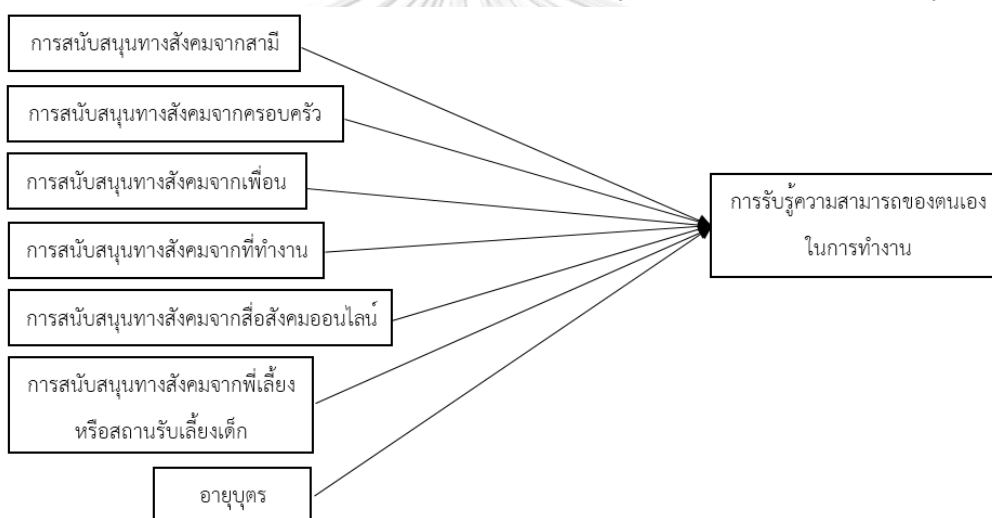 การสนับสนุนทางสังคมจากสามี
การสนับสนุนทางสังคมจากครอบครัว
การสนับสนุนทางสังคมจากเพื่อน
การสนับสนุนทางสังคมจากที่ทำงาน
การสนับสนุนทางสังคมจากสื่อสังคมออนไลน์
การสนับสนุนทางสังคมจากพี่เลี้ยง
หรือสถานรับเลี้ยงเด็ก
อายุบุตร
การรับรู้ความสามารถของตนเอง
ในการทำงาน